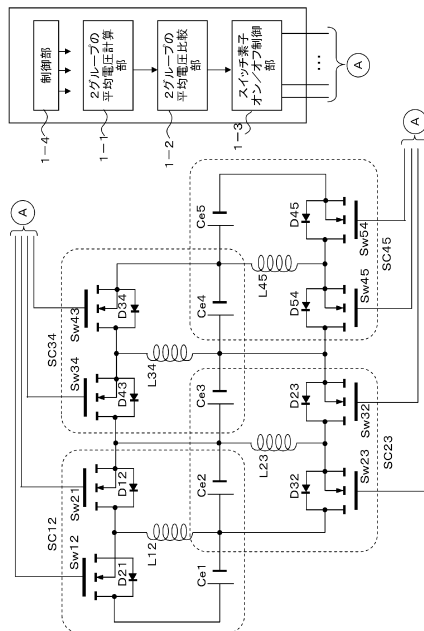 制御部
1-4
2グループの
平均電圧計算
部
1-1
2グループの
平均電圧比較
部
1-2
スイッチ素子
オン/オフ制御
部
1-3
A
A
SC12
Sw12
D21
Sw21
D12
L12
SC34
Sw34
D43
Sw43
D34
L34
Ce1
Ce2
Ce3
Ce4
Ce5
L23
D32
Sw23
D23
Sw32
SC23
L45
D54
Sw45
D45
Sw54
SC45
A